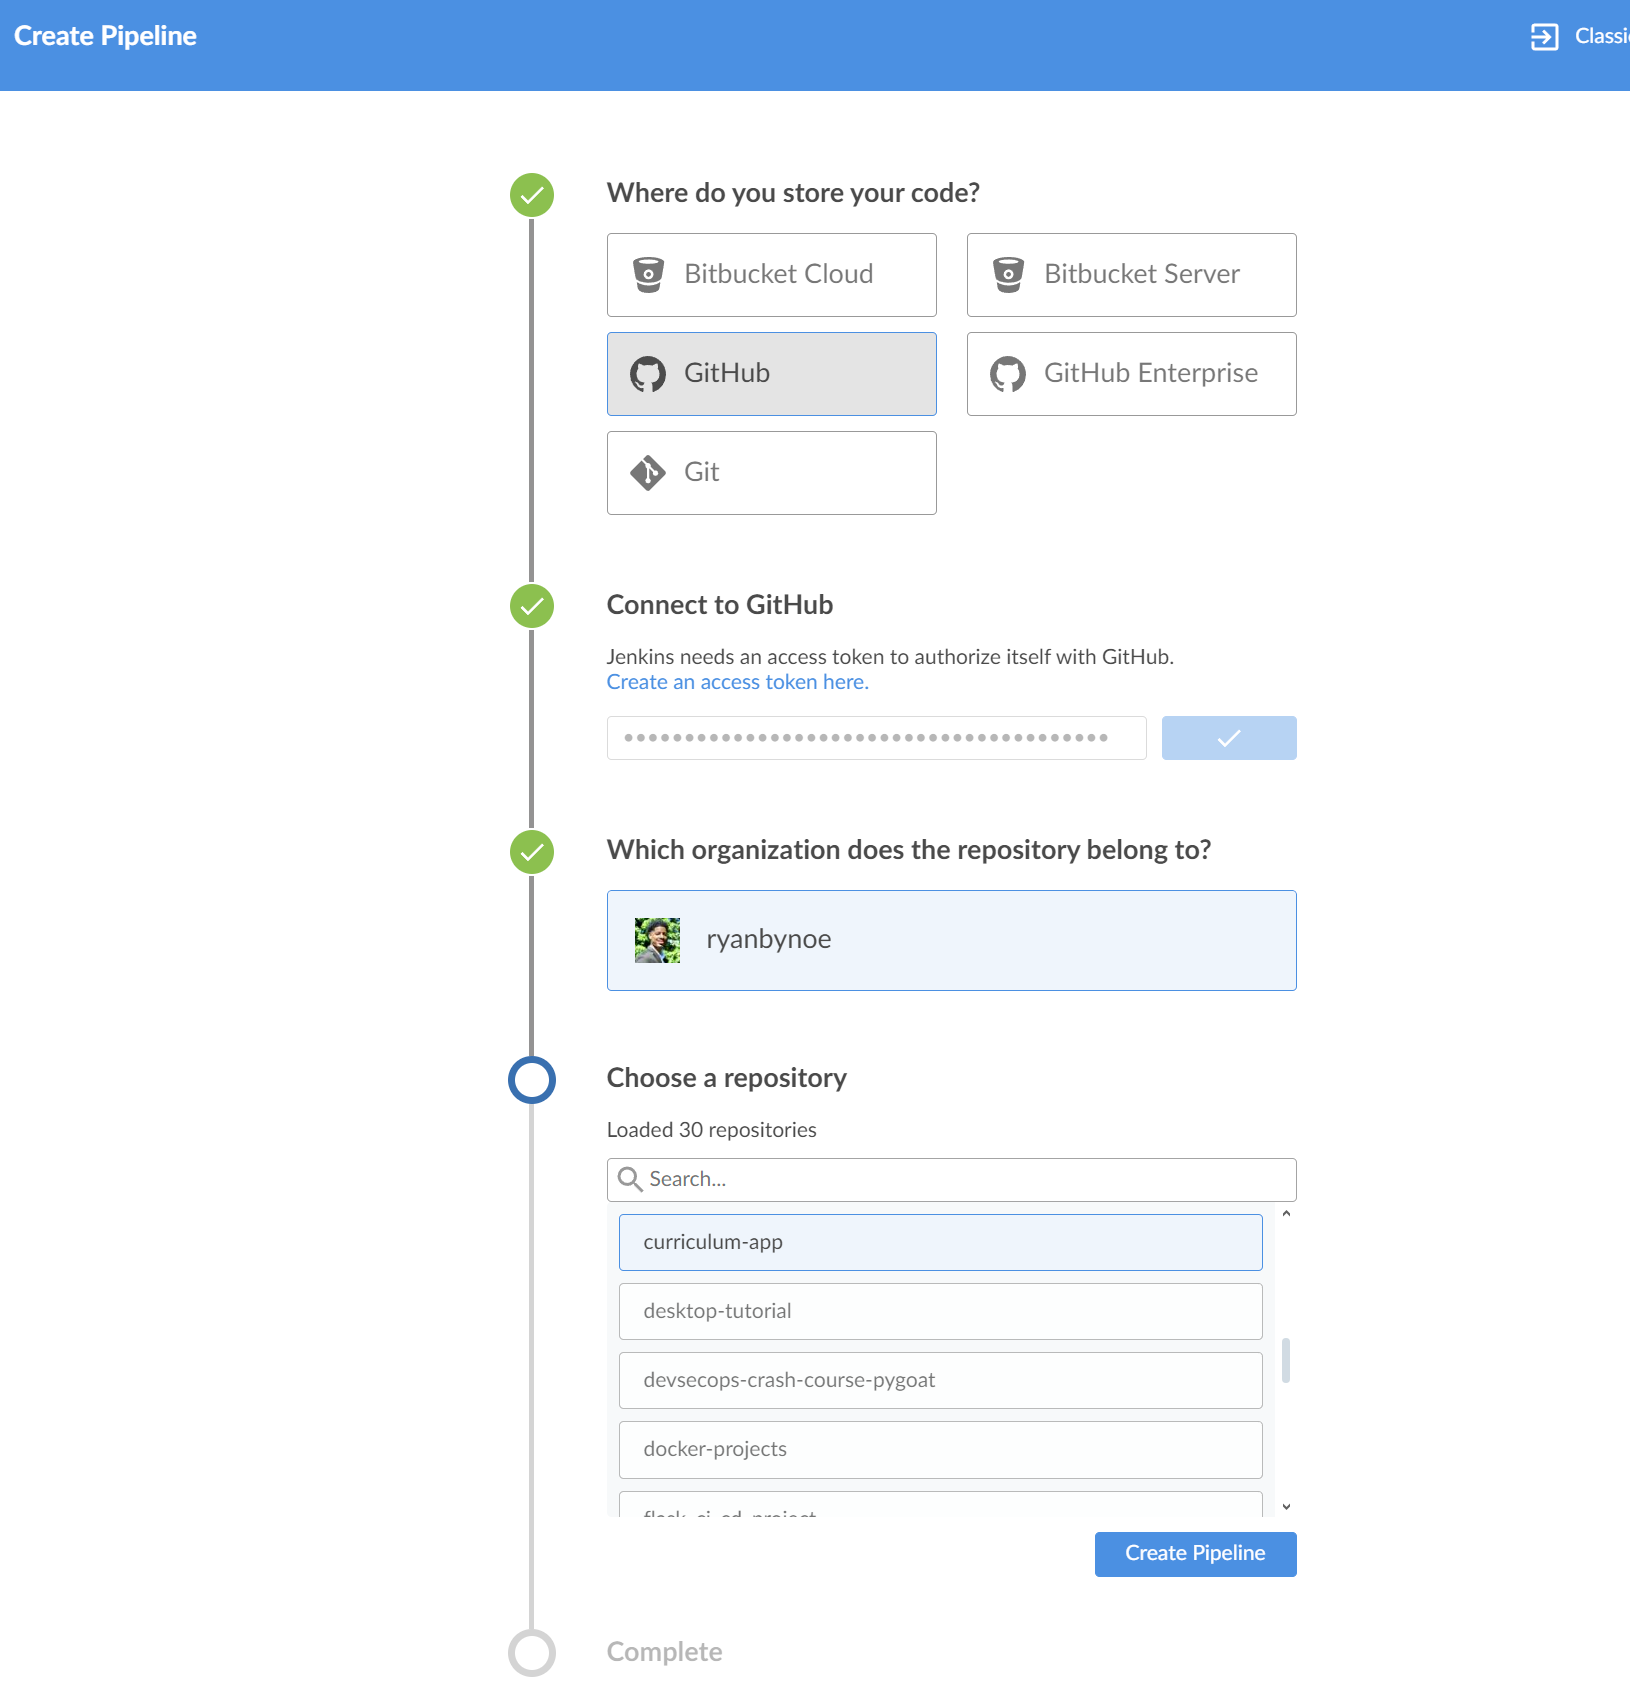 Create Pipeline
Classi
Where do you store your code?
Bitbucket Cloud
Bitbucket Server
GitHub
GitHub Enterprise
Git
Connect to GitHub
Jenkins needs an access token to authorize itself with GitHub.
Create an access token here.
Which organization does the repository belong to?
ryanbynoe
Choose a repository
Loaded 30 repositories
Search...
curriculum-app
desktop-tutorial
devsecops-crash-course-pygoat
docker-projects
Create Pipeline
Complete